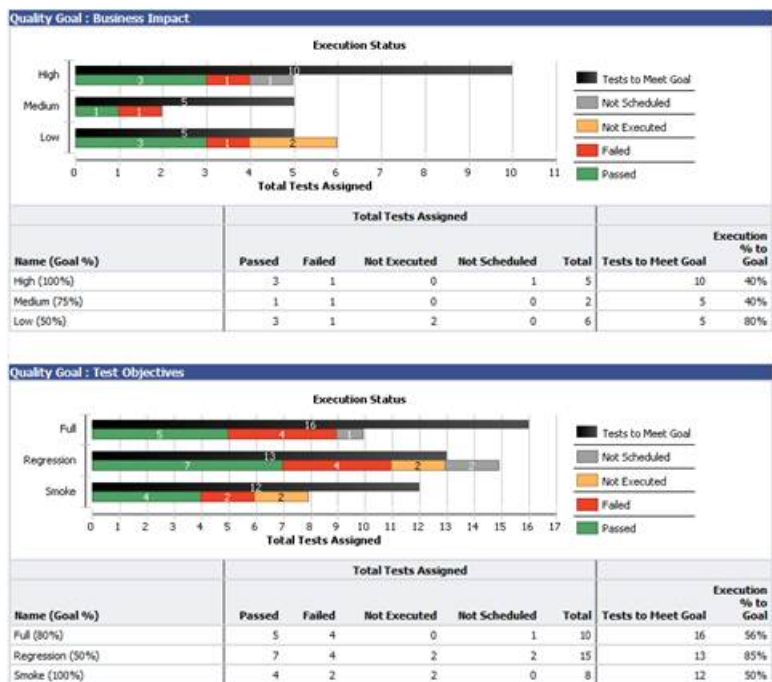 Quality Goal : Business Impact
Execution Status
High
10
3 1 1
Medium
5
1 1
Low
5
3 1 2
0 1 2 3 4 5 6 7 8 9 10 11
Total Tests Assigned
Tests to Meet Goal
Not Scheduled
Not Executed
Failed
Passed
Total Tests Assigned
Execution
% to
Name (Goal %) Passed Failed Not Executed Not Scheduled Total Tests to Meet Goal Goal
High (100%) 3 1 0 1 5 10 40%
Medium (75%) 1 1 0 0 2 5 40%
Low (50%) 3 1 2 0 6 5 80%
Quality Goal : Test Objectives
Execution Status
Full
16
5 4 1
Regression
13
7 4 2 2
Smoke
12
4 2 2
0 1 2 3 4 5 6 7 8 9 10 11 12 13 14 15 16 17
Total Tests Assigned
Tests to Meet Goal
Not Scheduled
Not Executed
Failed
Passed
Total Tests Assigned
Execution
% to
Name (Goal %) Passed Failed Not Executed Not Scheduled Total Tests to Meet Goal Goal
Full (80%) 5 4 0 1 10 16 56%
Regression (50%) 7 4 2 2 15 13 85%
Smoke (100%) 4 2 2 0 8 12 50%